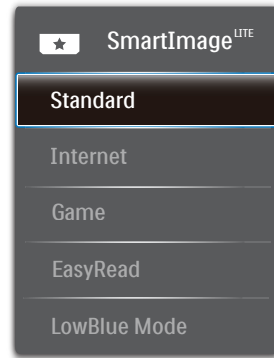 SmartImage LITE
Standard
Internet
Game
EasyRead
LowBlue Mode